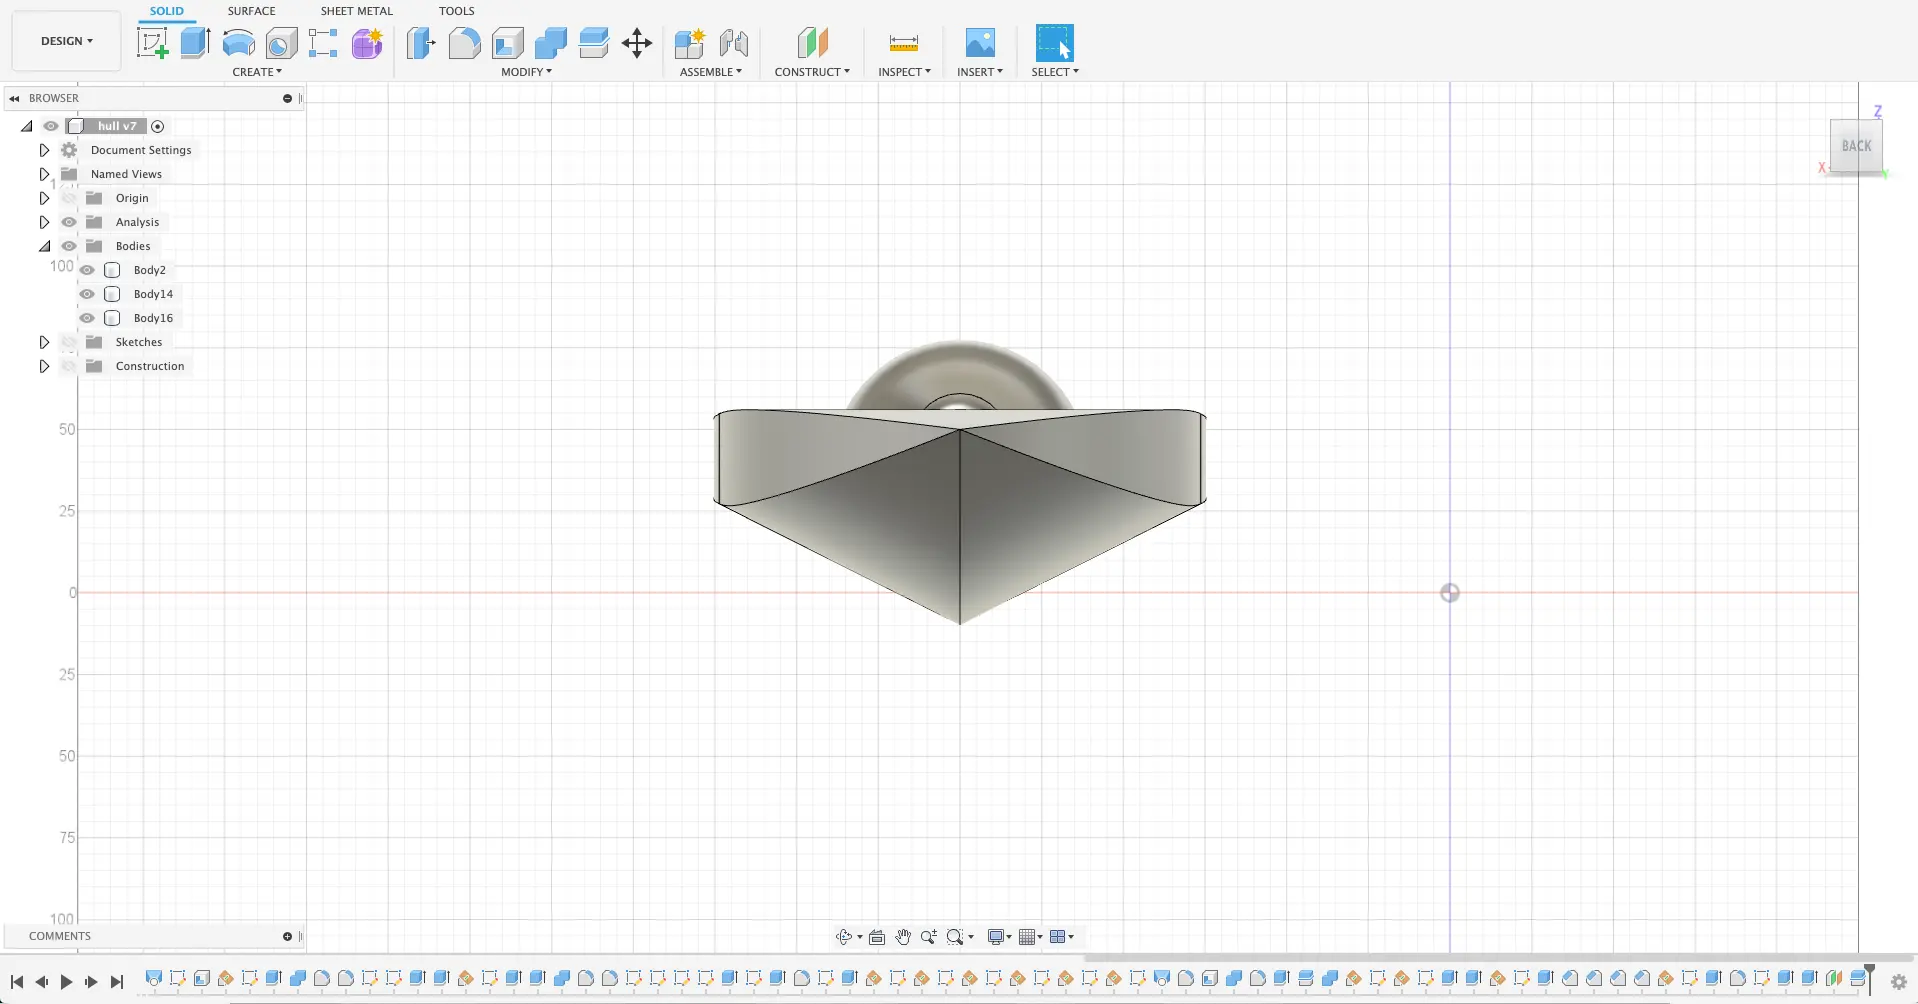 SOLID SURFACE SHEET METAL TOOLS
DESIGN
CREATE MODIFY ASSEMBLE CONSTRUCT INSPECT INSERT SELECT
BROWSER
hull v7
Document Settings
Named Views
Origin
Analysis
Bodies
Body2
Body14
Body16
Sketches
Construction
Z
BACK
X
Y
100
50
25
0
25
50
75
100
COMMENTS